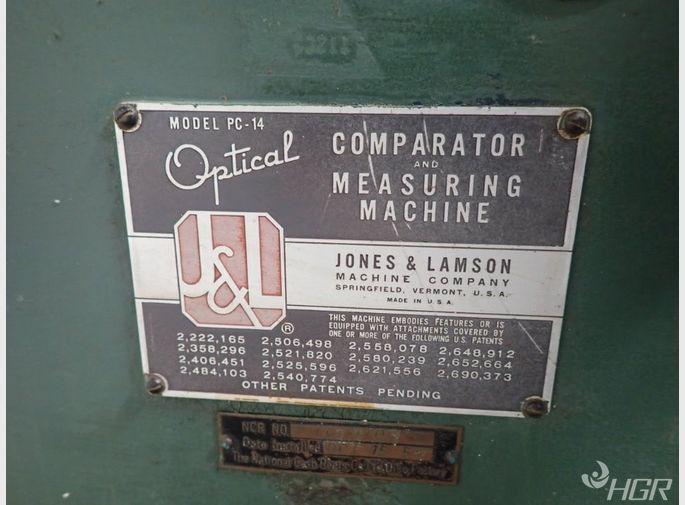 MODEL PC-14
Optical
COMPARATOR
AND
MEASURING
MACHINE
J&L
®
JONES & LAMSON
MACHINE COMPANY
SPRINGFIELD, VERMONT, U.S.A.
MADE IN U.S.A.
THIS MACHINE EMBODIES FEATURES OR IS
EQUIPPED WITH ATTACHMENTS COVERED BY
ONE OR MORE OF THE FOLLOWING U.S. PATENTS
2,222,165 2,506,498 2,558,078 2,648,912
2,358,296 2,521,820 2,580,239 2,652,664
2,406,451 2,525,596 2,621,556 2,690,373
2,484,103 2,540,774
OTHER PATENTS PENDING
NCR NO.
Date Installed
The National Cash Register Co.
Factory
HGR